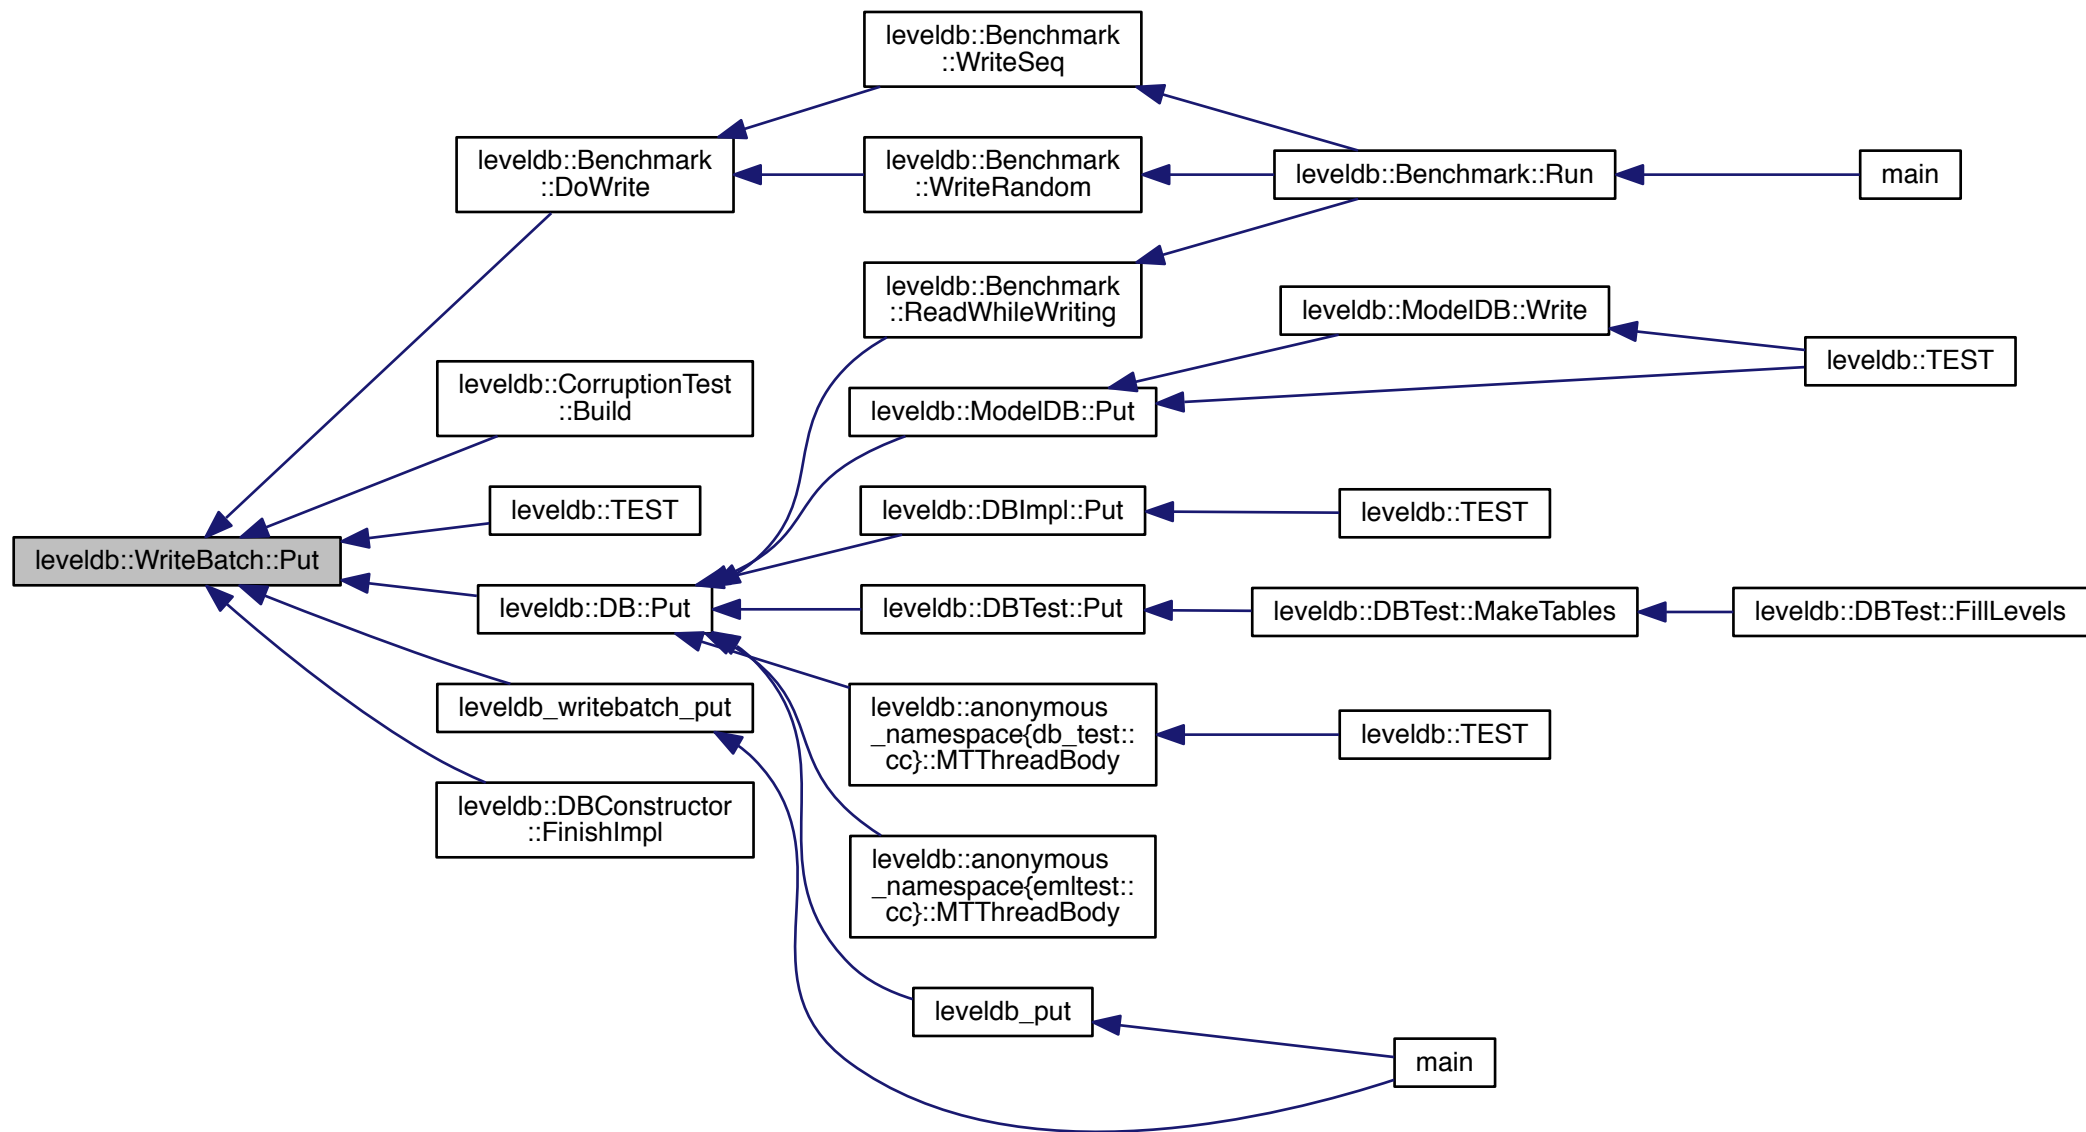 leveldb::Benchmark
::WriteSeq
leveldb::Benchmark
::DoWrite
leveldb::Benchmark
::WriteRandom
leveldb::Benchmark::Run
main
leveldb::Benchmark
::ReadWhileWriting
leveldb::ModelDB::Write
leveldb::TEST
leveldb::CorruptionTest
::Build
leveldb::ModelDB::Put
leveldb::TEST
leveldb::DBImpl::Put
leveldb::TEST
leveldb::WriteBatch::Put
leveldb::DB::Put
leveldb::DBTest::Put
leveldb::DBTest::MakeTables
leveldb::DBTest::FillLevels
leveldb_writebatch_put
leveldb::anonymous
_namespace{db_test::
cc}::MTThreadBody
leveldb::TEST
leveldb::DBConstructor
::FinishImpl
leveldb::anonymous
_namespace{emltest::
cc}::MTThreadBody
leveldb_put
main